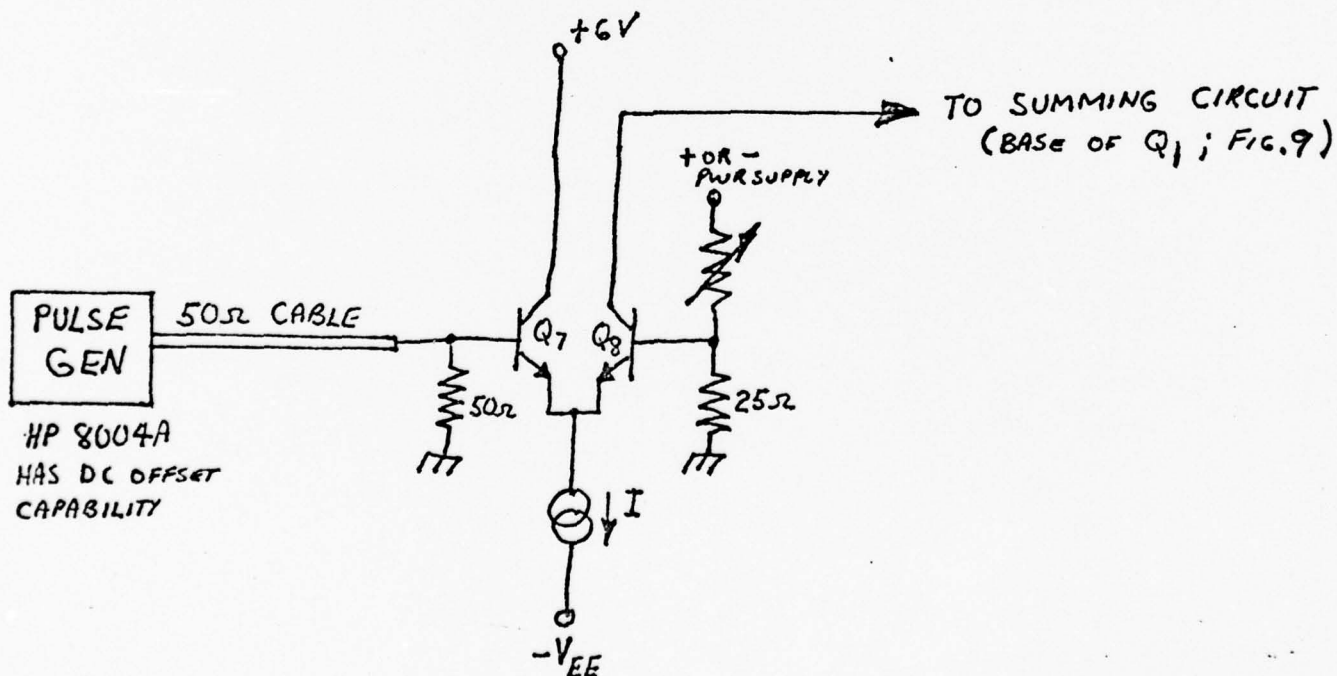 +6V
TO SUMMING CIRCUIT
(BASE OF Q1 ; FIG.9)
+ OR -
PWR SUPPLY
PULSE
GEN
50Ω CABLE
Q7
Q8
50Ω
25Ω
HP 8004A
HAS DC OFFSET
CAPABILITY
I
-VEE